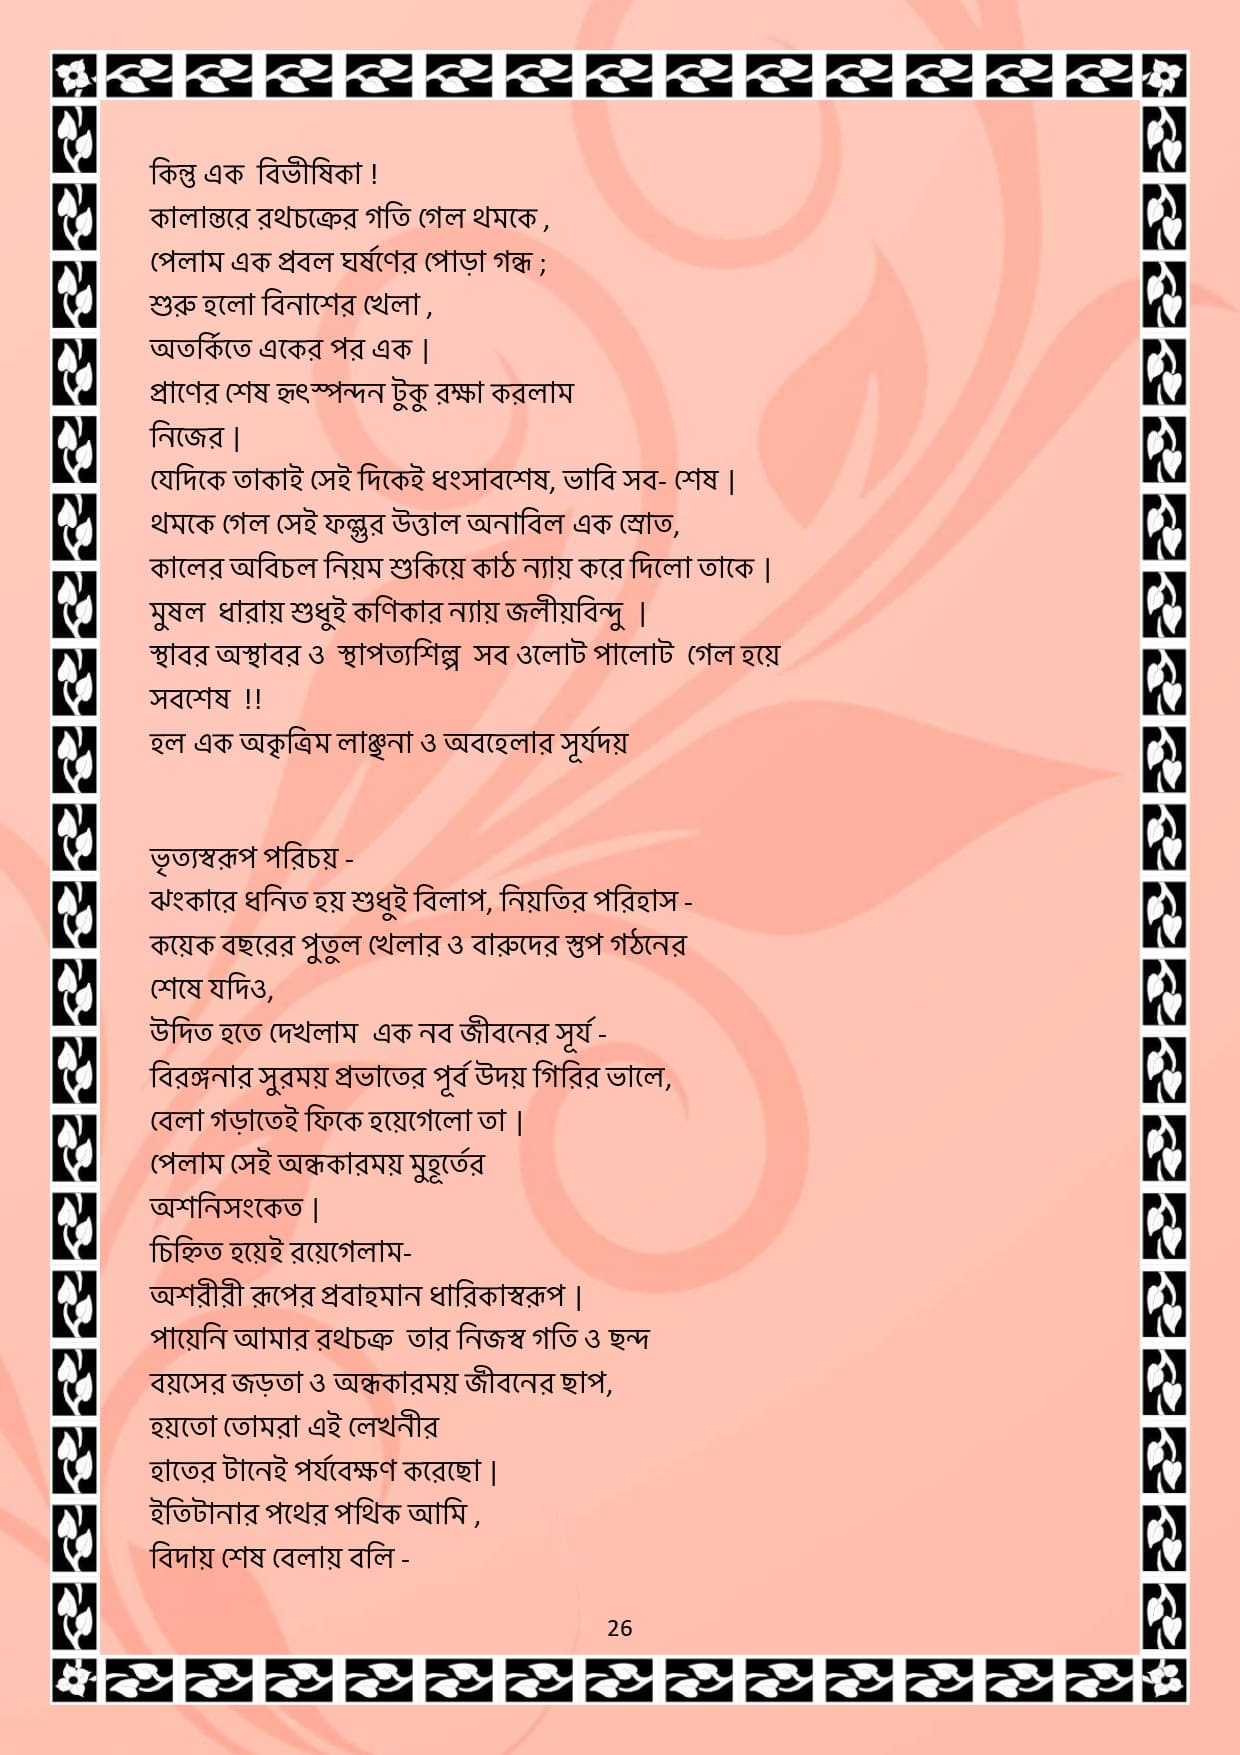 কিন্তু এক  বিভীষিকা !
কালান্তরে রথচক্রের গতি গেল থমকে ,
পেলাম এক প্রবল ঘর্ষণের পোড়া গন্ধ ;
শুরু হলো বিনাশের খেলা ,
অতর্কিতে একের পর এক |
প্রাণের শেষ হৃৎস্পন্দন টুকু রক্ষা করলাম
নিজের |
যেদিকে তাকাই সেই দিকেই ধংসাবশেষ, ভাবি সব- শেষ |
থমকে গেল সেই ফল্গুর উত্তাল অনাবিল এক স্রোত,
কালের অবিচল নিয়ম শুকিয়ে কাঠ ন্যায় করে দিলো তাকে |
মুষল  ধারায় শুধুই কণিকার ন্যায় জলীয়বিন্দু  |
স্থাবর অস্থাবর ও  স্থাপত্যশিল্প  সব ওলোট পালোট  গেল হয়ে
সবশেষ  !!
হল এক অকৃত্রিম লাঞ্ছনা ও অবহেলার সূর্যদয়
ভৃত্যস্বরূপ পরিচয় -
ঝংকারে ধনিত হয় শুধুই বিলাপ, নিয়তির পরিহাস -
কয়েক বছরের পুতুল খেলার ও বারুদের স্তুপ গঠনের
শেষে যদিও,
উদিত হতে দেখলাম  এক নব জীবনের সূর্য -
বিরঙ্গনার সুরময় প্রভাতের পূর্ব উদয় গিরির ভালে,
বেলা গড়াতেই ফিকে হয়েগেলো তা |
পেলাম সেই অন্ধকারময় মুহূর্তের
অশনিসংকেত |
চিহ্নিত হয়েই রয়েগেলাম-
অশরীরী রূপের প্রবাহমান ধারিকাস্বরূপ |
পায়েনি আমার রথচক্র  তার নিজস্ব গতি ও ছন্দ
বয়সের জড়তা ও অন্ধকারময় জীবনের ছাপ,
হয়তো তোমরা এই লেখনীর
হাতের টানেই পর্যবেক্ষণ করেছো |
ইতিটানার পথের পথিক আমি ,
বিদায় শেষ বেলায় বলি -
26